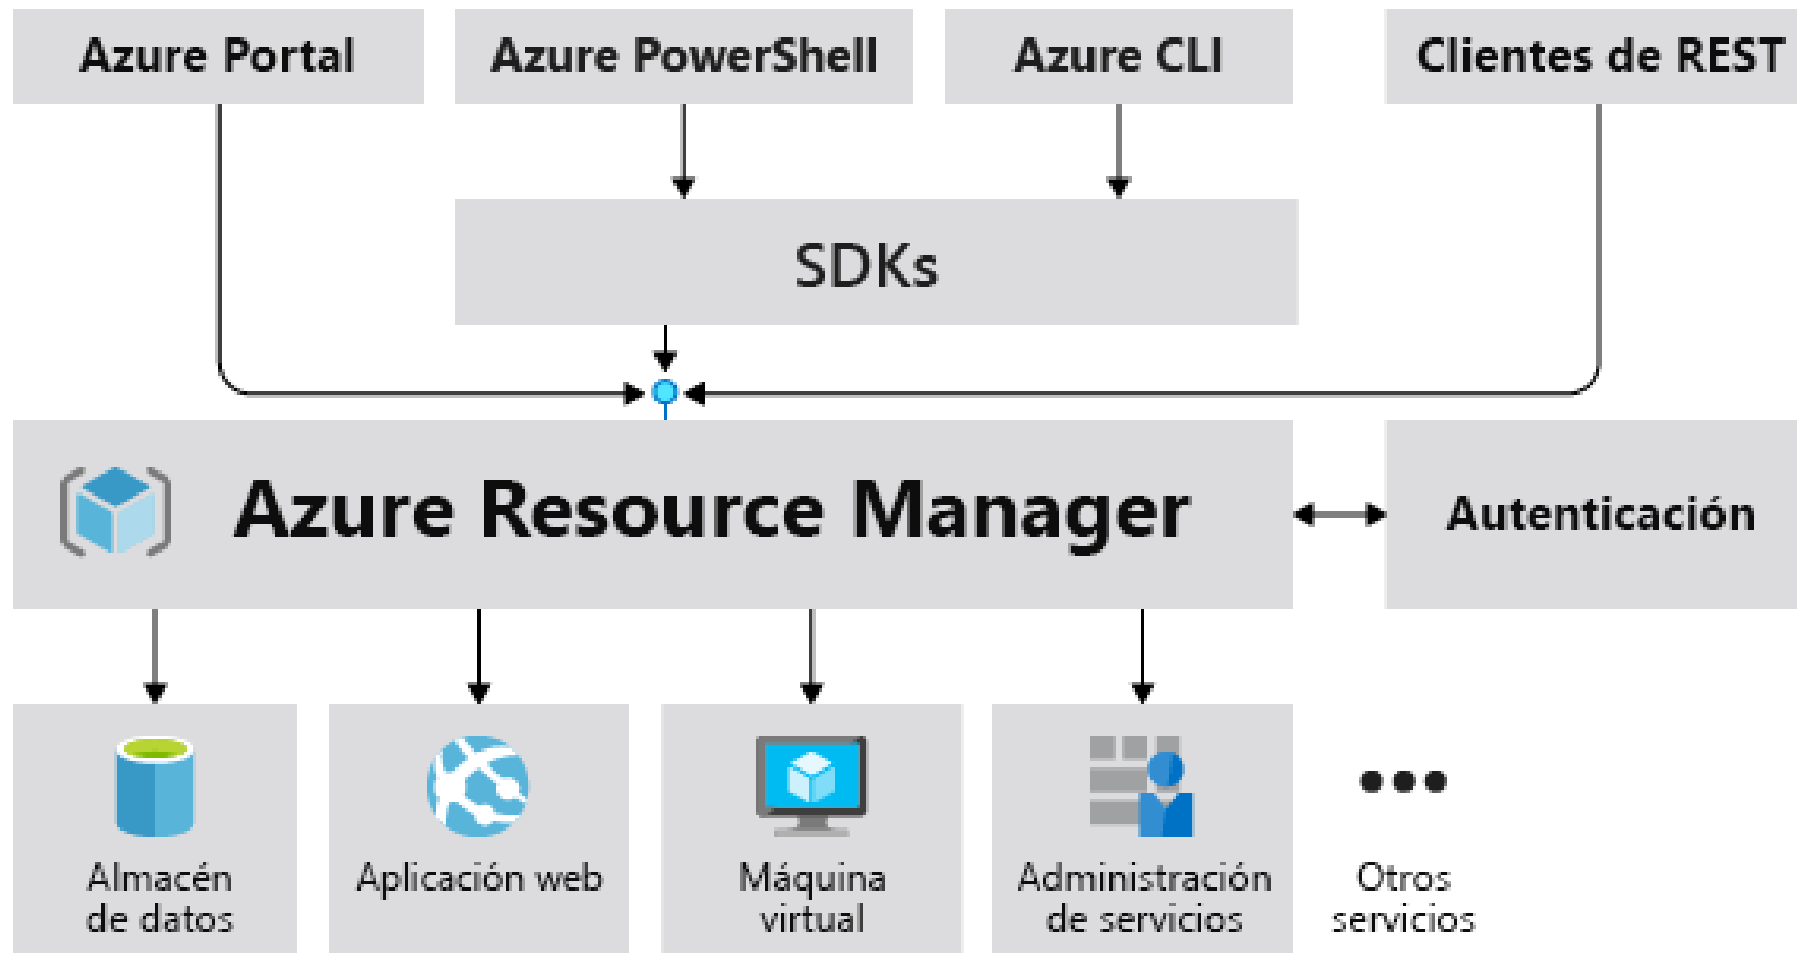 Azure Portal
Azure PowerShell
Azure CLI
Clientes de REST
SDKs
Azure Resource Manager
Autenticación
Almacén
de datos
Aplicación web
Máquina
virtual
Administración
de servicios
Otros
servicios